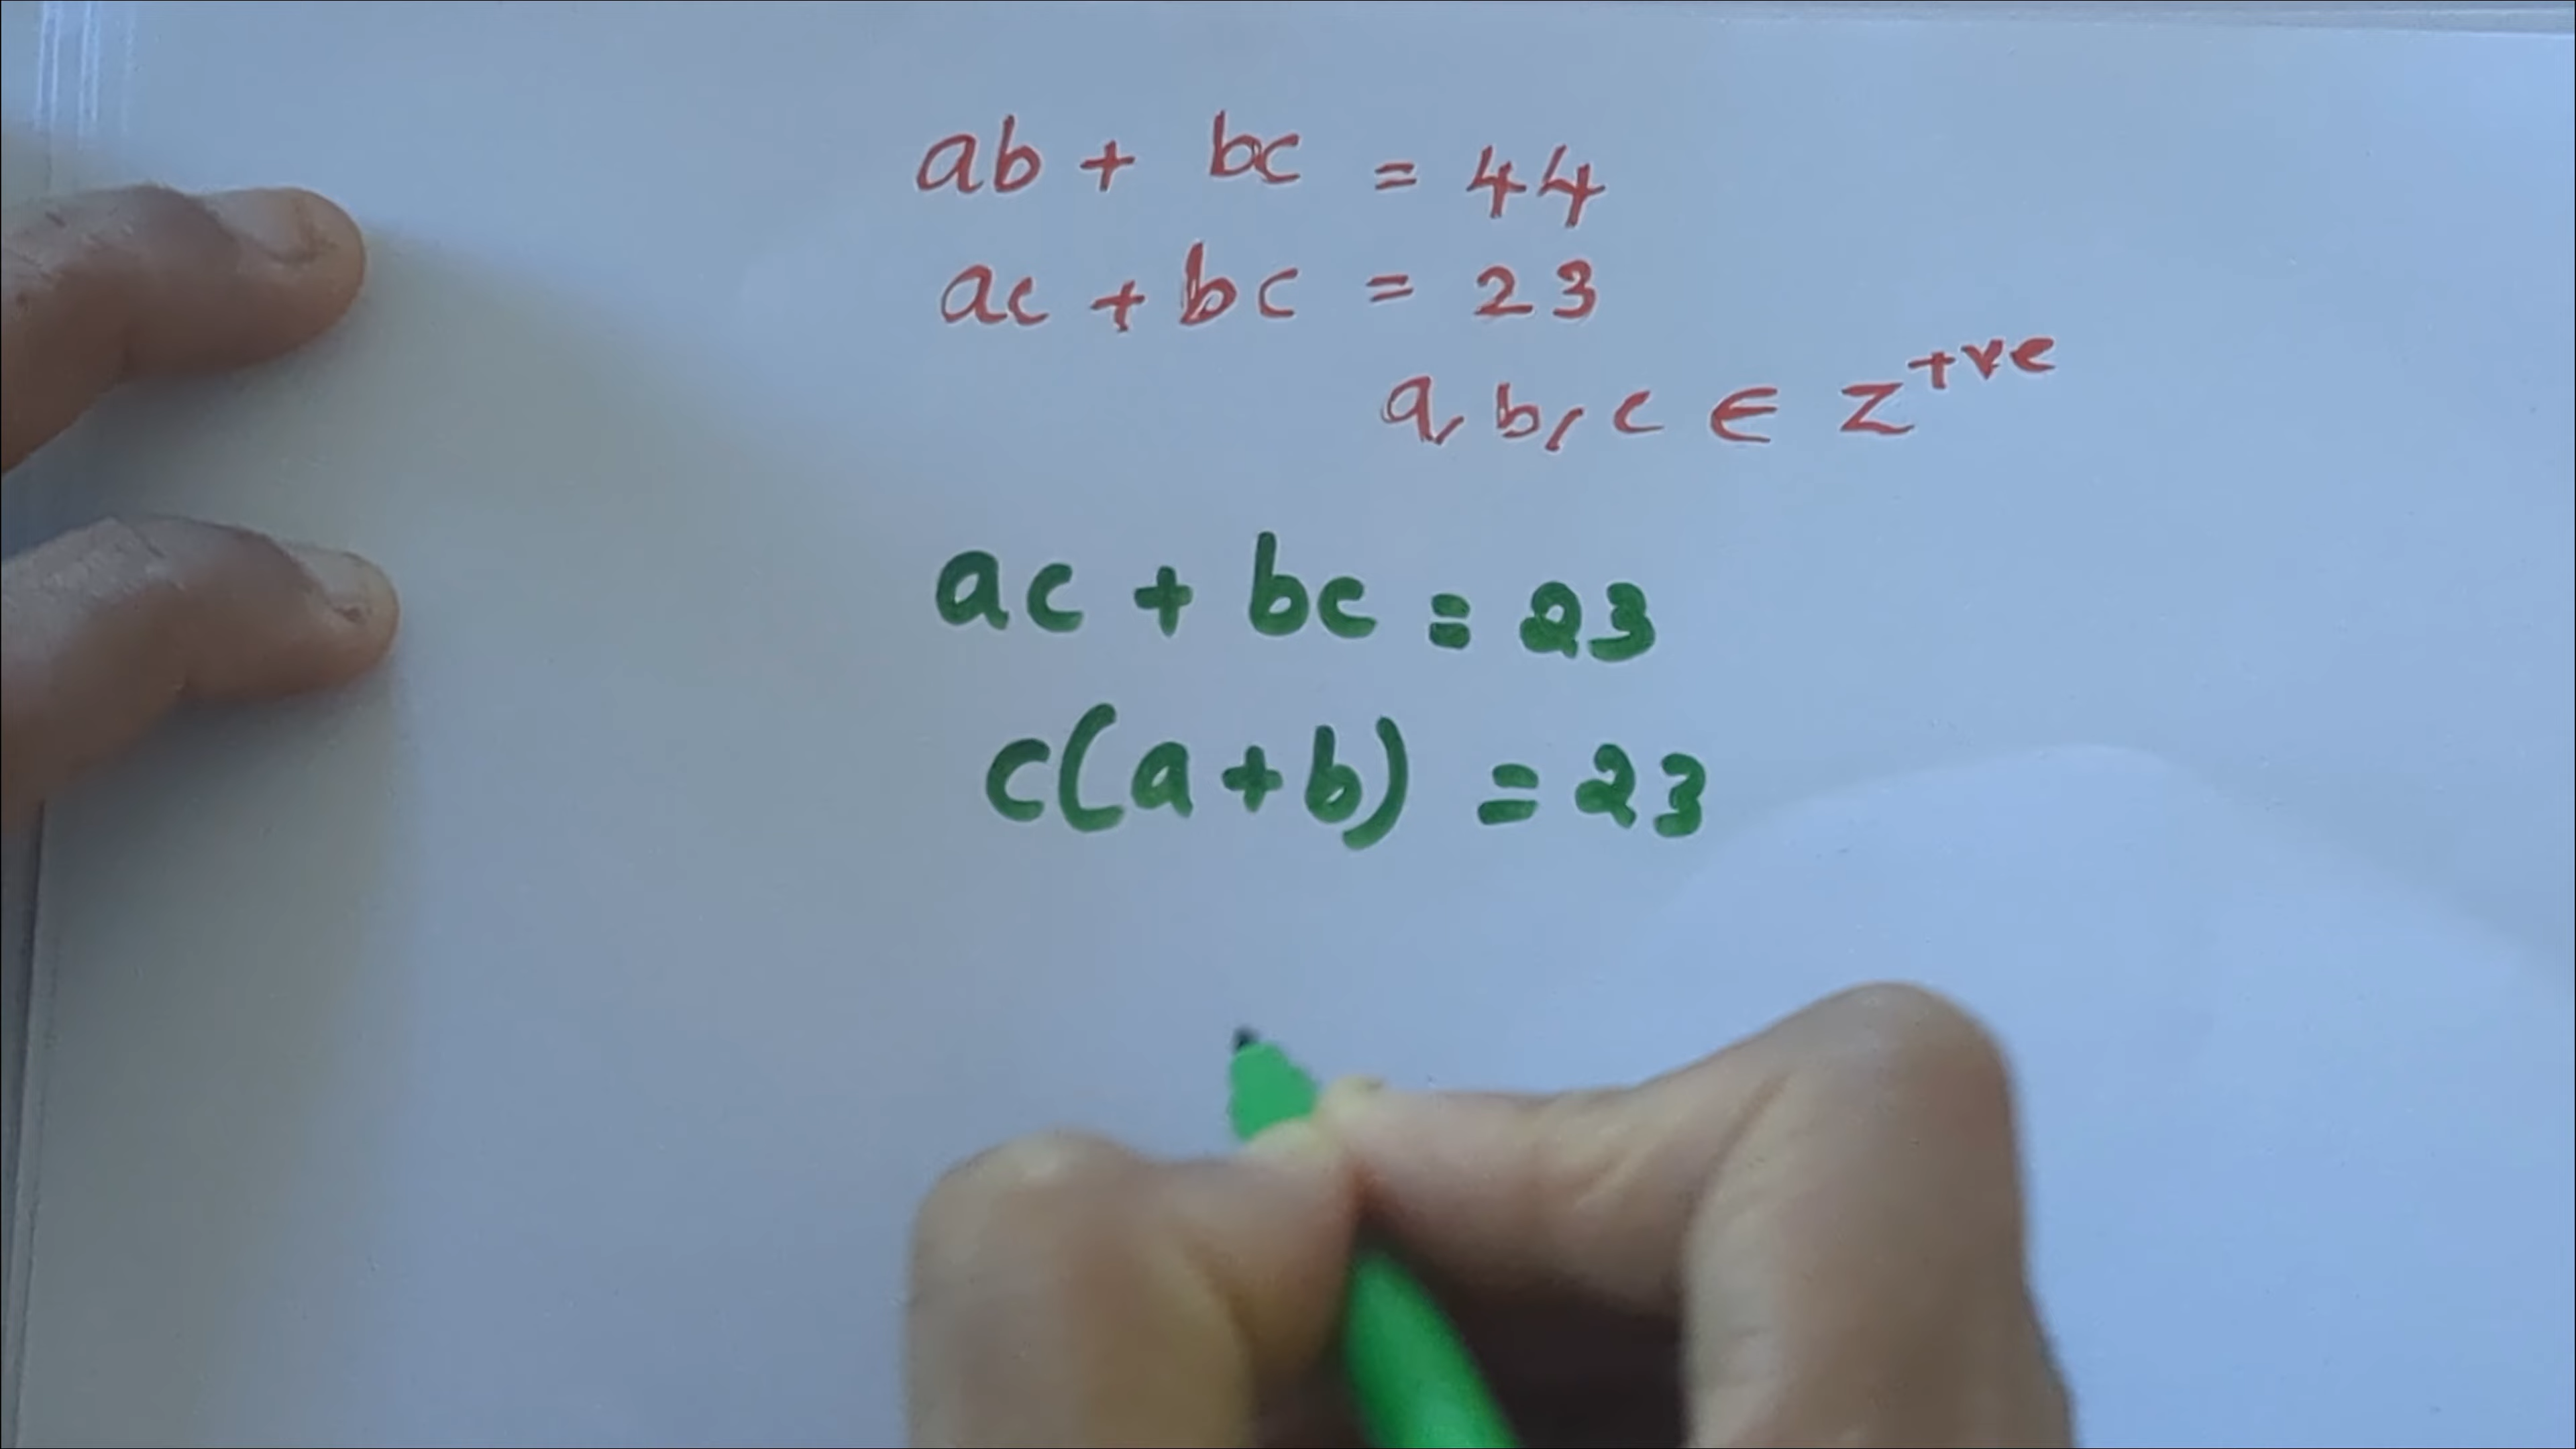 ab + bc = 44
ac + bc = 23
a, b, c ∈ Z⁺ᵛᵉ
ac + bc = 23
c(a+b) = 23